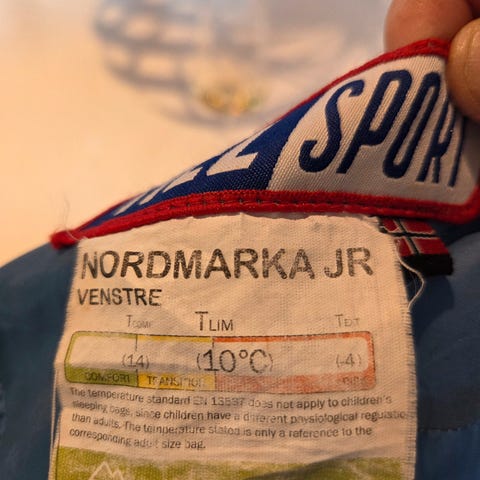 SPOR
NORDMARKA JR
VENSTRE
TCOMF TLIM TEXT
(14) (10°C) (-4)
COMFORT TRANSITION
The temperature standard EN 13537 does not apply to children's
sleeping bags, since children have a different physiological regulatio
than adults. The temperature stated is only a reference to the
corresponding adult size bag.